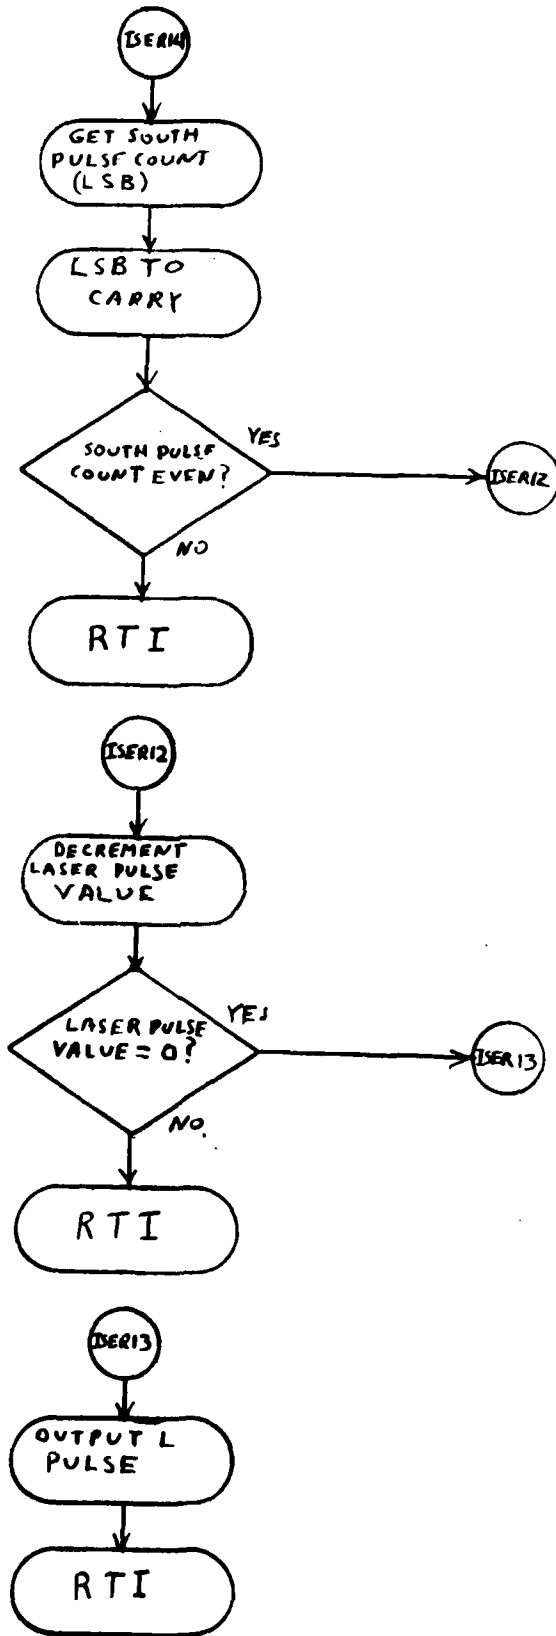 ISER14
GET SOUTH
PULSE COUNT
(LSB)
LSB TO
CARRY
SOUTH PULSE
COUNT EVEN?
YES
ISER12
NO
RTI
ISER12
DECREMENT
LASER PULSE
VALUE
LASER PULSE
VALUE = 0?
YES
ISER13
NO.
RTI
ISER13
OUTPUT L
PULSE
RTI